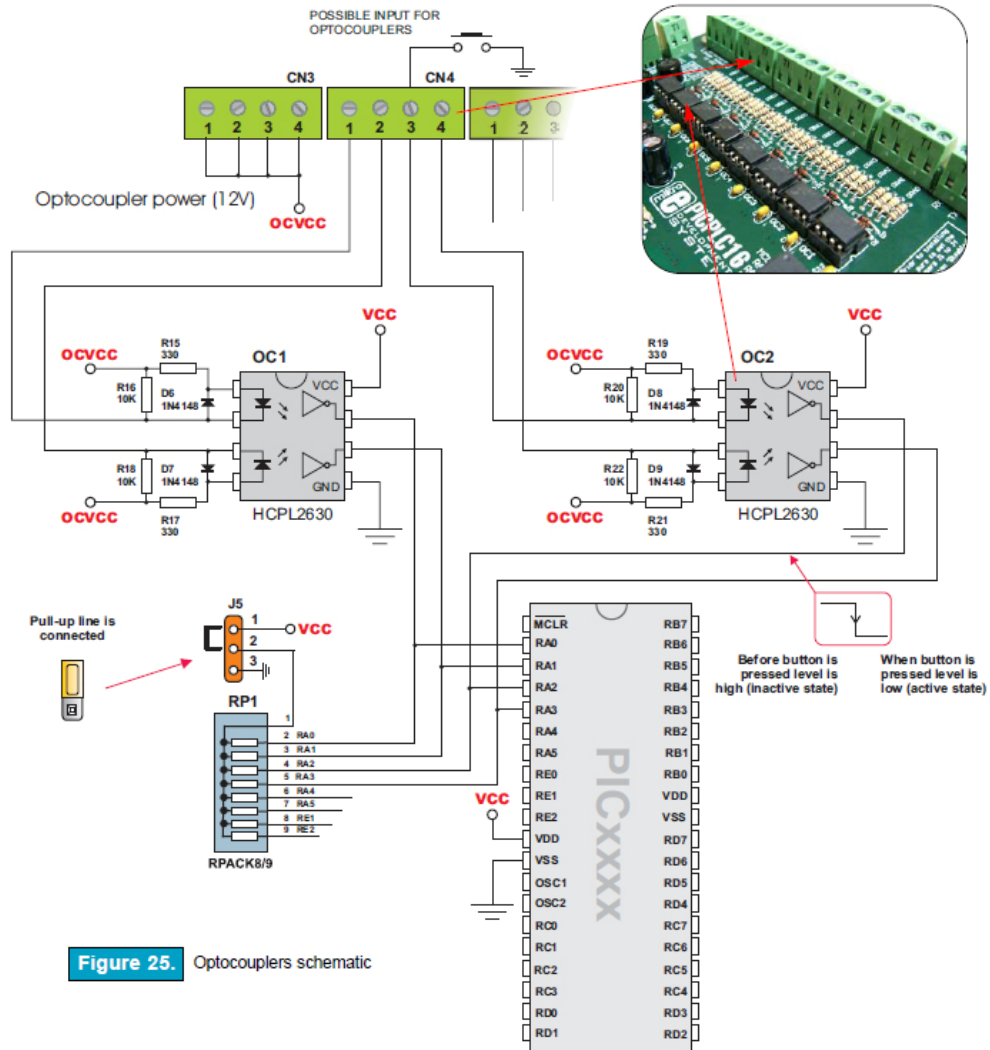 POSSIBLE INPUT FOR
OPTOCOUPLERS
CN3
CN4
1 2 3 4
1 2 3 4
1 2 3
Optocoupler power (12V)
OCVCC
PICPLC16
DEVELOPMENT
SYSTEM
VCC
VCC
OCVCC
R15
330
OC1
R16
10K
D6
1N4148
VCC
R18
10K
D7
1N4148
GND
OCVCC
R17
330
HCPL2630
OCVCC
R19
330
OC2
R20
10K
D8
1N4148
VCC
R22
10K
D9
1N4148
GND
OCVCC
R21
330
HCPL2630
Pull-up line is
connected
J5
1
VCC
2
3
RP1
1
2 RA0
3 RA1
4 RA2
5 RA3
6 RA4
7 RA5
8 RE1
9 RE2
RPACK8/9
Before button is
pressed level is
high (inactive state)
When button is
pressed level is
low (active state)
VCC
PICxxxx
MCLR RB7
RA0 RB6
RA1 RB5
RA2 RB4
RA3 RB3
RA4 RB2
RA5 RB1
RE0 RB0
RE1 VDD
RE2 VSS
VDD RD7
VSS RD6
OSC1 RD5
OSC2 RD4
RC0 RC7
RC1 RC6
RC2 RC5
RC3 RC4
RD0 RD3
RD1 RD2
Figure 25. Optocouplers schematic